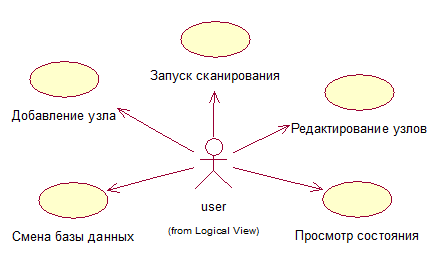 Запуск сканирования
Добавление узла
Редактирование узлов
user
(from Logical View)
Смена базы данных
Просмотр состояния